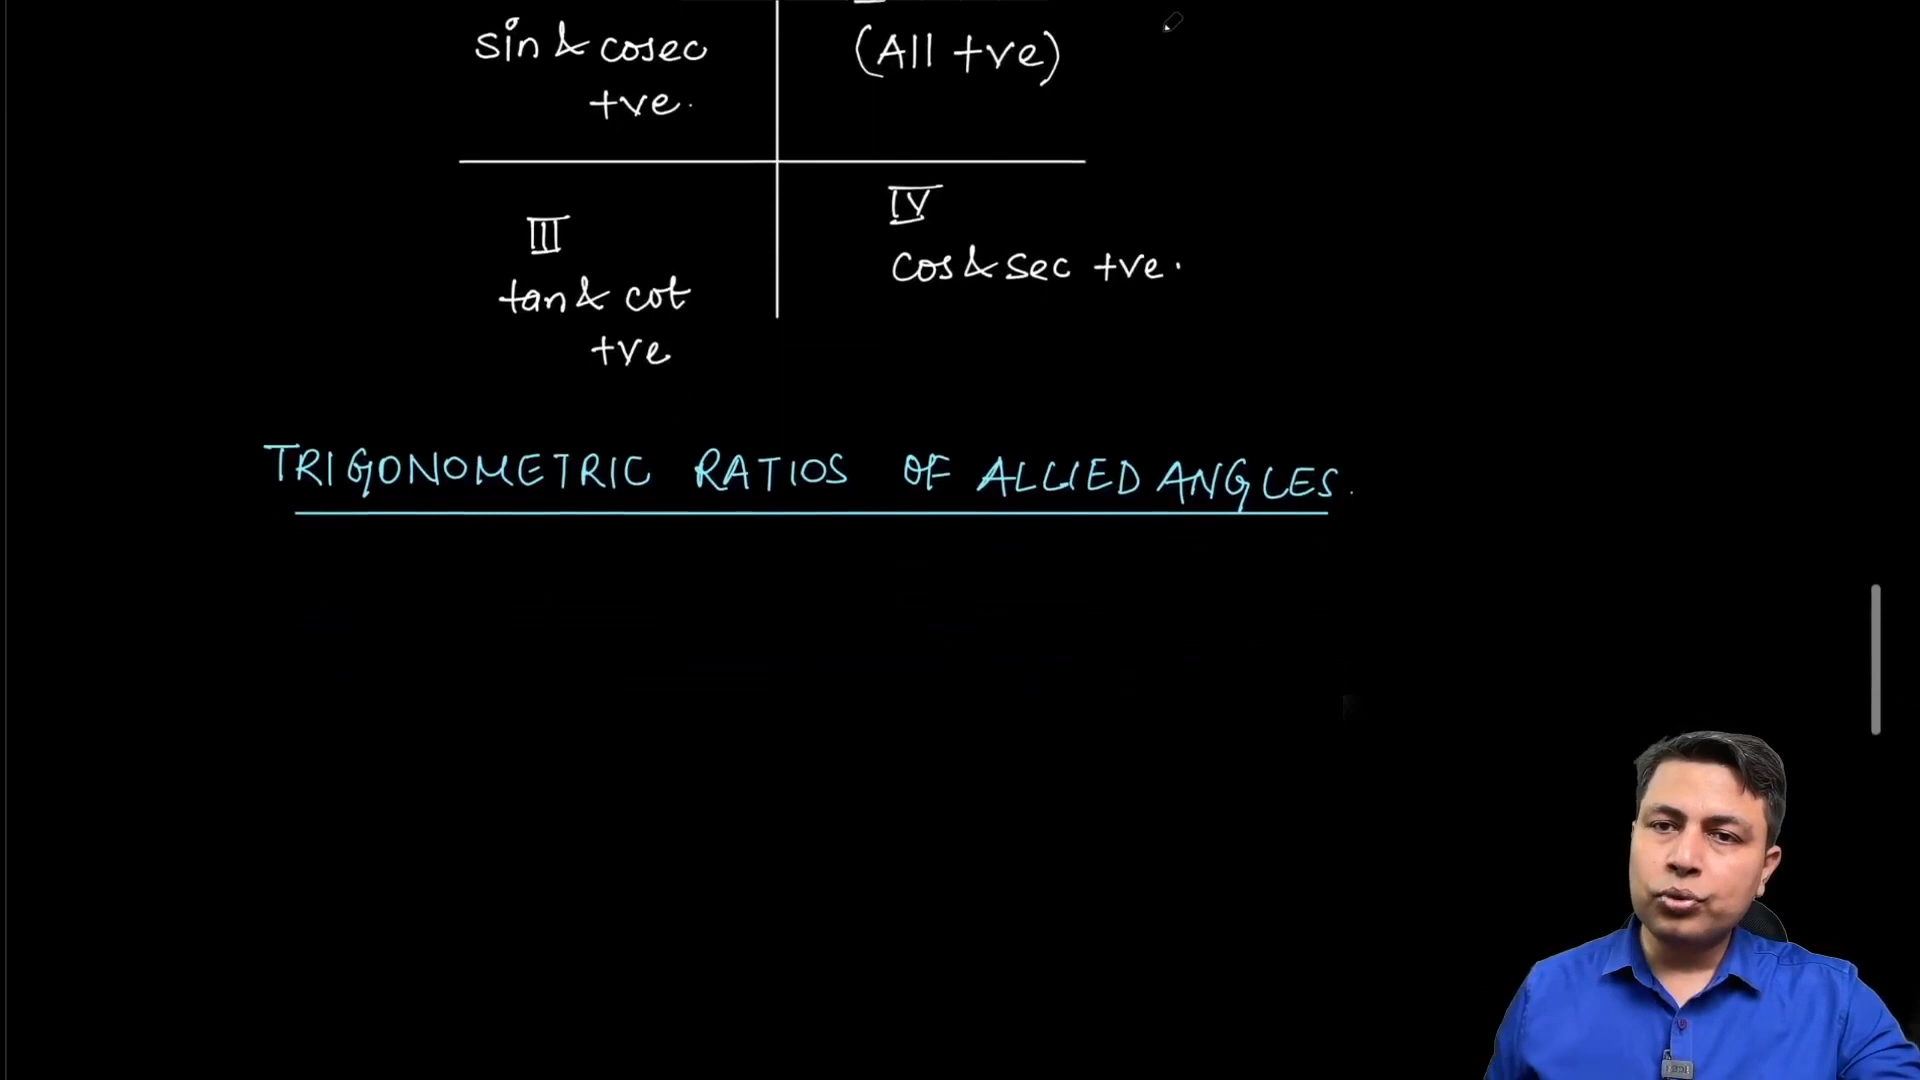 sin & cosec
+ve.
(All +ve)
III
tan & cot
+ve
IV
cos & sec +ve.
TRIGONOMETRIC RATIOS OF ALLIED ANGLES.